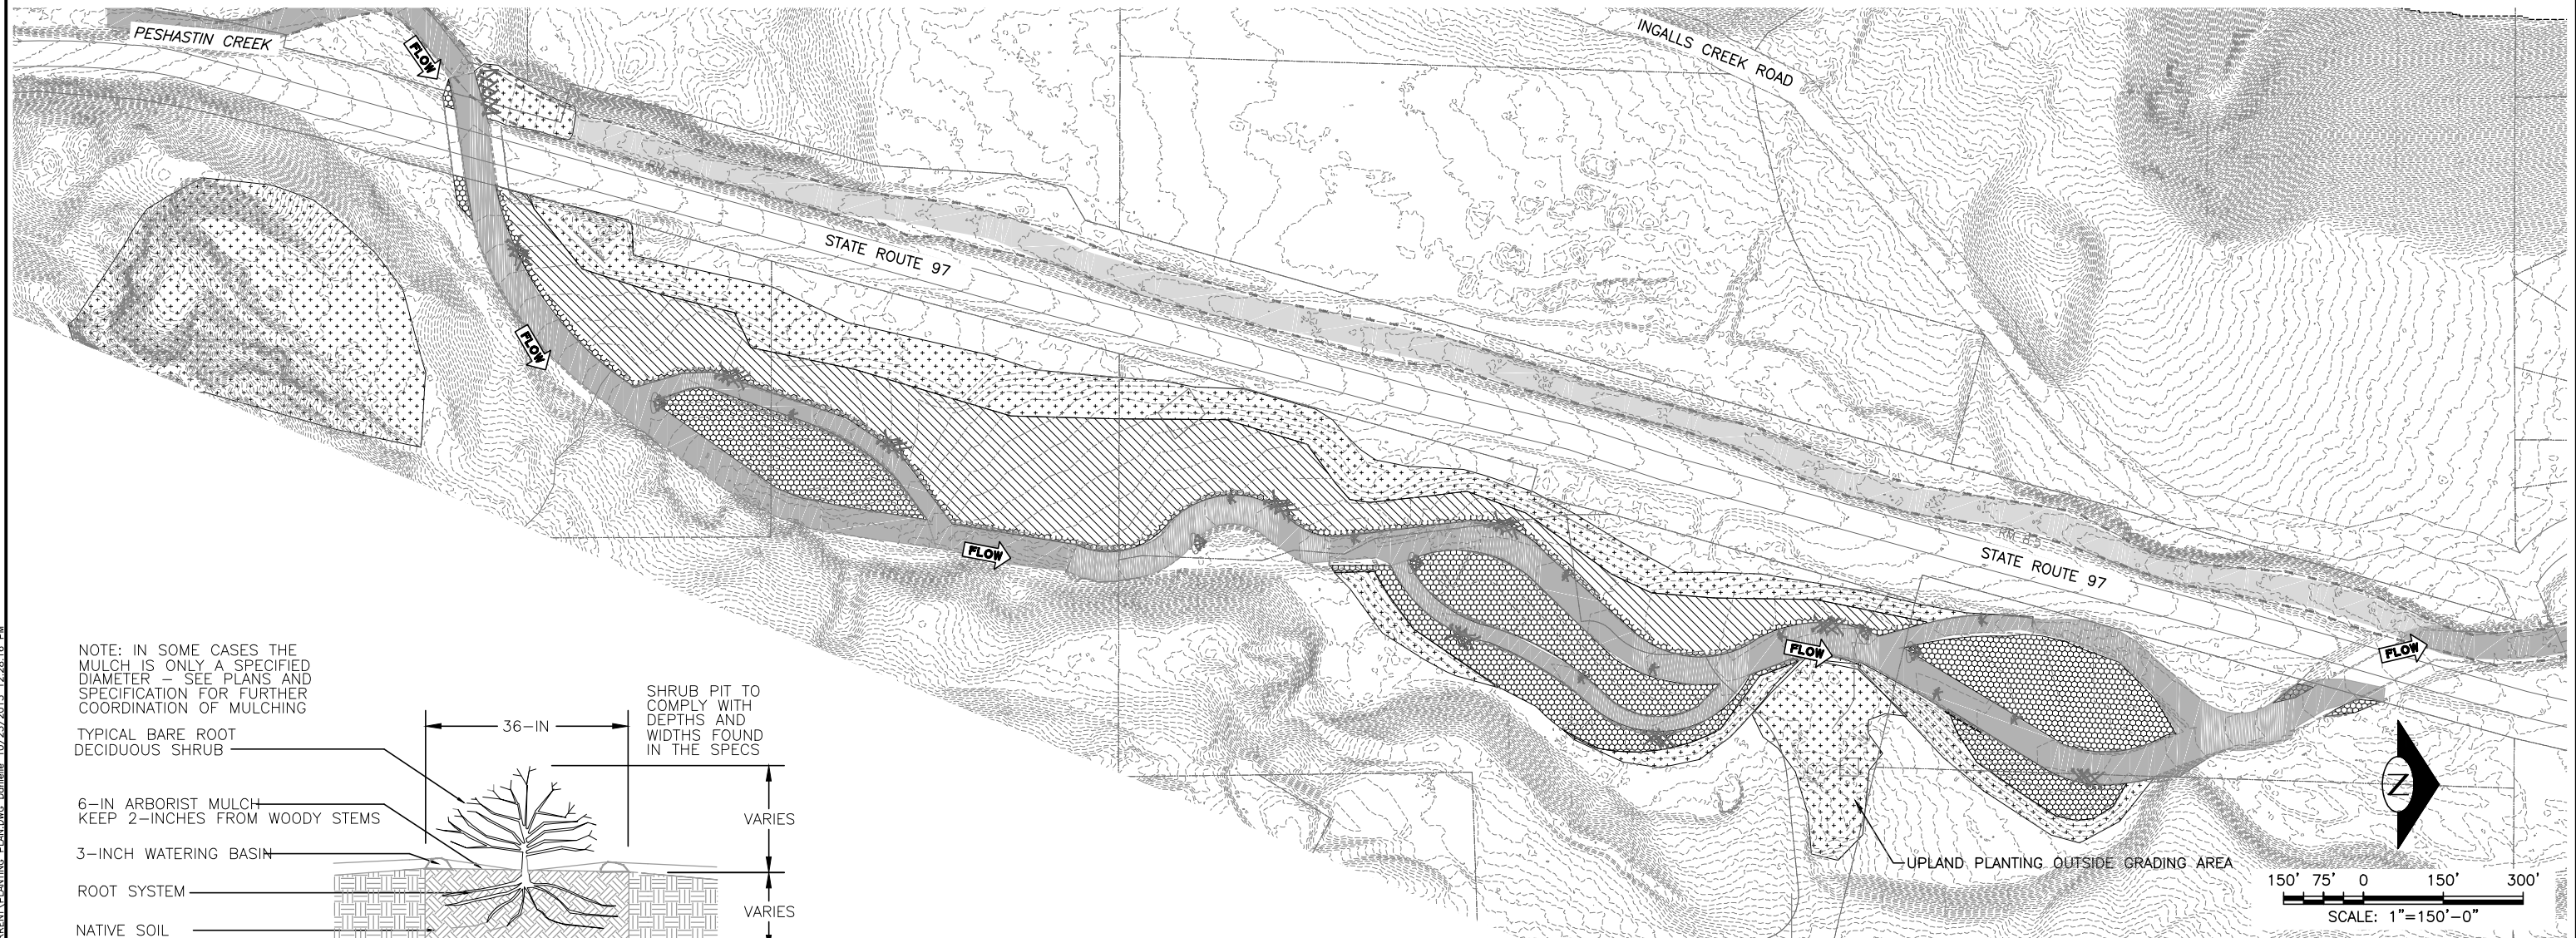 PESHASTIN CREEK
FLOW
INGALLS CREEK ROAD
STATE ROUTE 97
FLOW
FLOW
STATE ROUTE 97
FLOW
FLOW
NOTE: IN SOME CASES THE
MULCH IS ONLY A SPECIFIED
DIAMETER – SEE PLANS AND
SPECIFICATION FOR FURTHER
COORDINATION OF MULCHING
TYPICAL BARE ROOT
DECIDUOUS SHRUB
6–IN ARBORIST MULCH
KEEP 2–INCHES FROM WOODY STEMS
3–INCH WATERING BASIN
ROOT SYSTEM
NATIVE SOIL
36–IN
SHRUB PIT TO
COMPLY WITH
DEPTHS AND
WIDTHS FOUND
IN THE SPECS
VARIES
VARIES
UPLAND PLANTING OUTSIDE GRADING AREA
N
150' 75' 0 150' 300'
SCALE: 1"=150'–0"